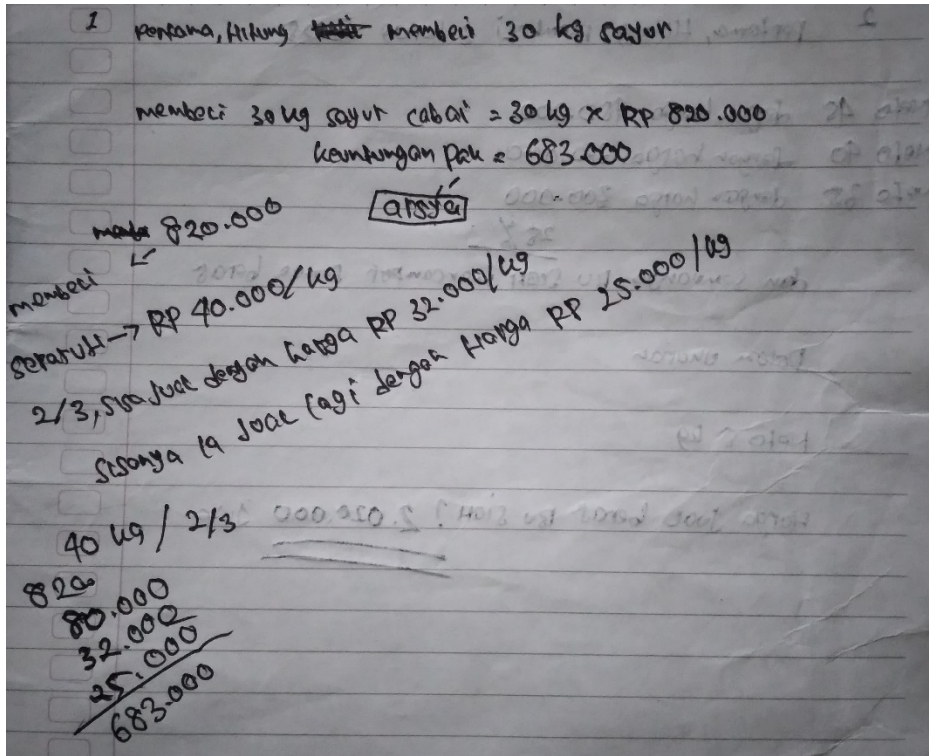 1 Pertama, Hitung membeli 30 kg sayur
membeli 30 kg sayur cabai = 30 kg x RP 820.000
keuntungan pak = 683.000
arsya
820.000
membeli
separuh → RP 40.000/kg
2/3, sisa jual dengan harga RP 32.000/kg
sisanya ia jual lagi dengan Harga RP 25.000/kg
40 kg / 2/3
820
80.000
32.000
25.000
683.000